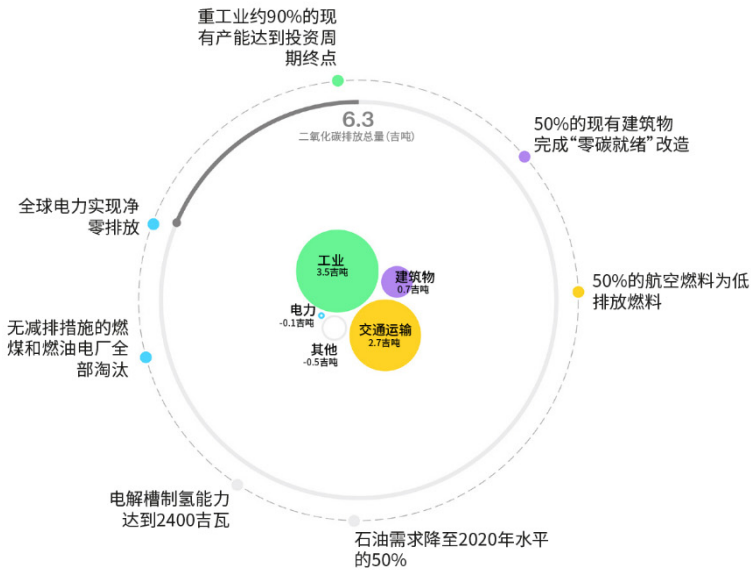 重工业约90%的现
有产能达到投资周
期终点
6.3
二氧化碳排放总量(吉吨)
50%的现有建筑物
完成“零碳就绪”改造
全球电力实现净
零排放
工业
3.5吉吨
建筑物
0.7吉吨
50%的航空燃料为低
排放燃料
电力
-0.1吉吨
交通运输
2.7吉吨
其他
-0.5吉吨
无减排措施的燃
煤和燃油电厂全
部淘汰
电解槽制氢能力
达到2400吉瓦
石油需求降至2020年水平
的50%